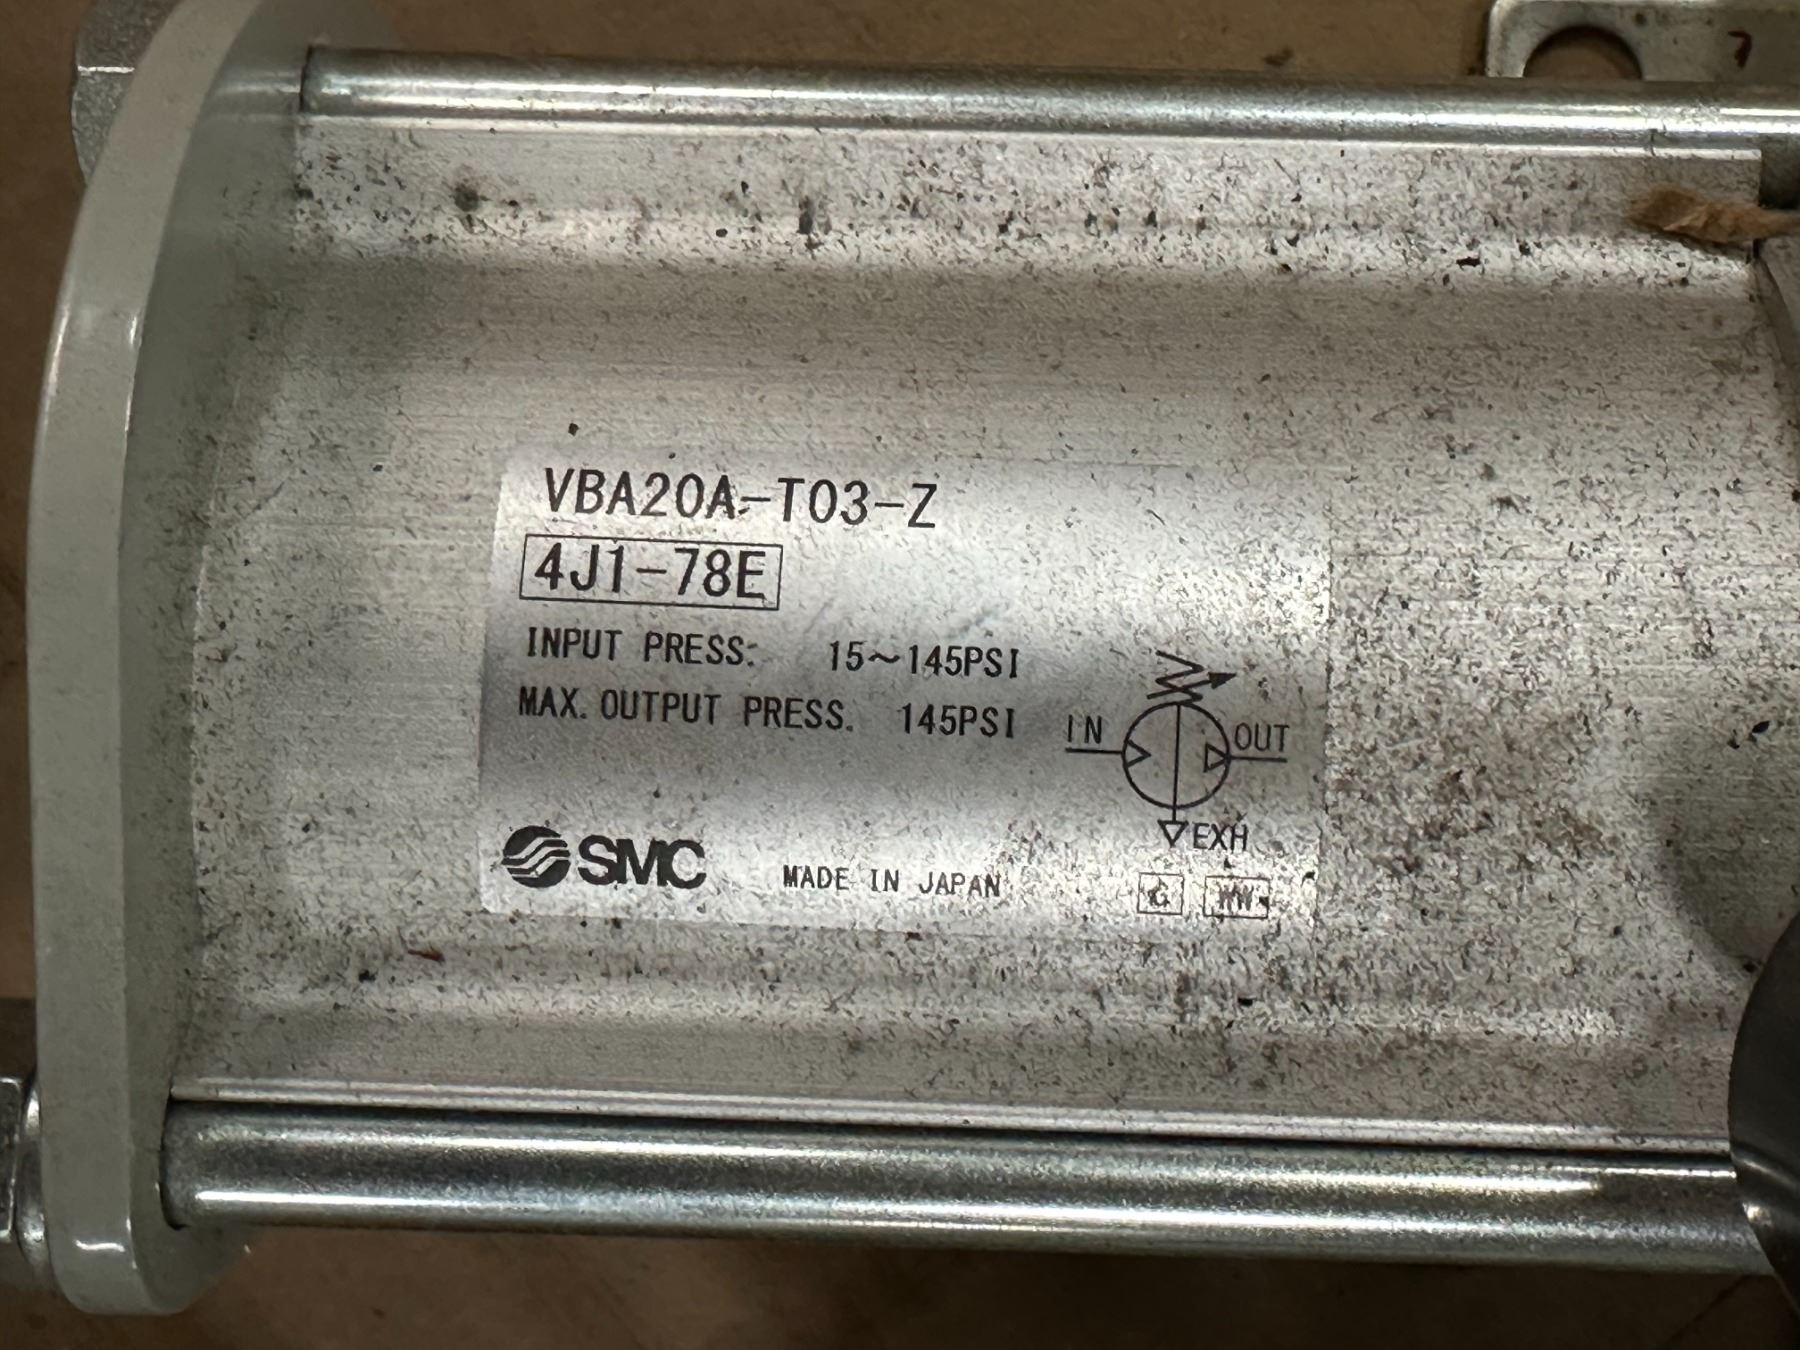 VBA20A-T03-Z
4J1-78E
INPUT PRESS. 15~145PSI
MAX. OUTPUT PRESS. 145PSI
IN
OUT
EXH
SMC
MADE IN JAPAN